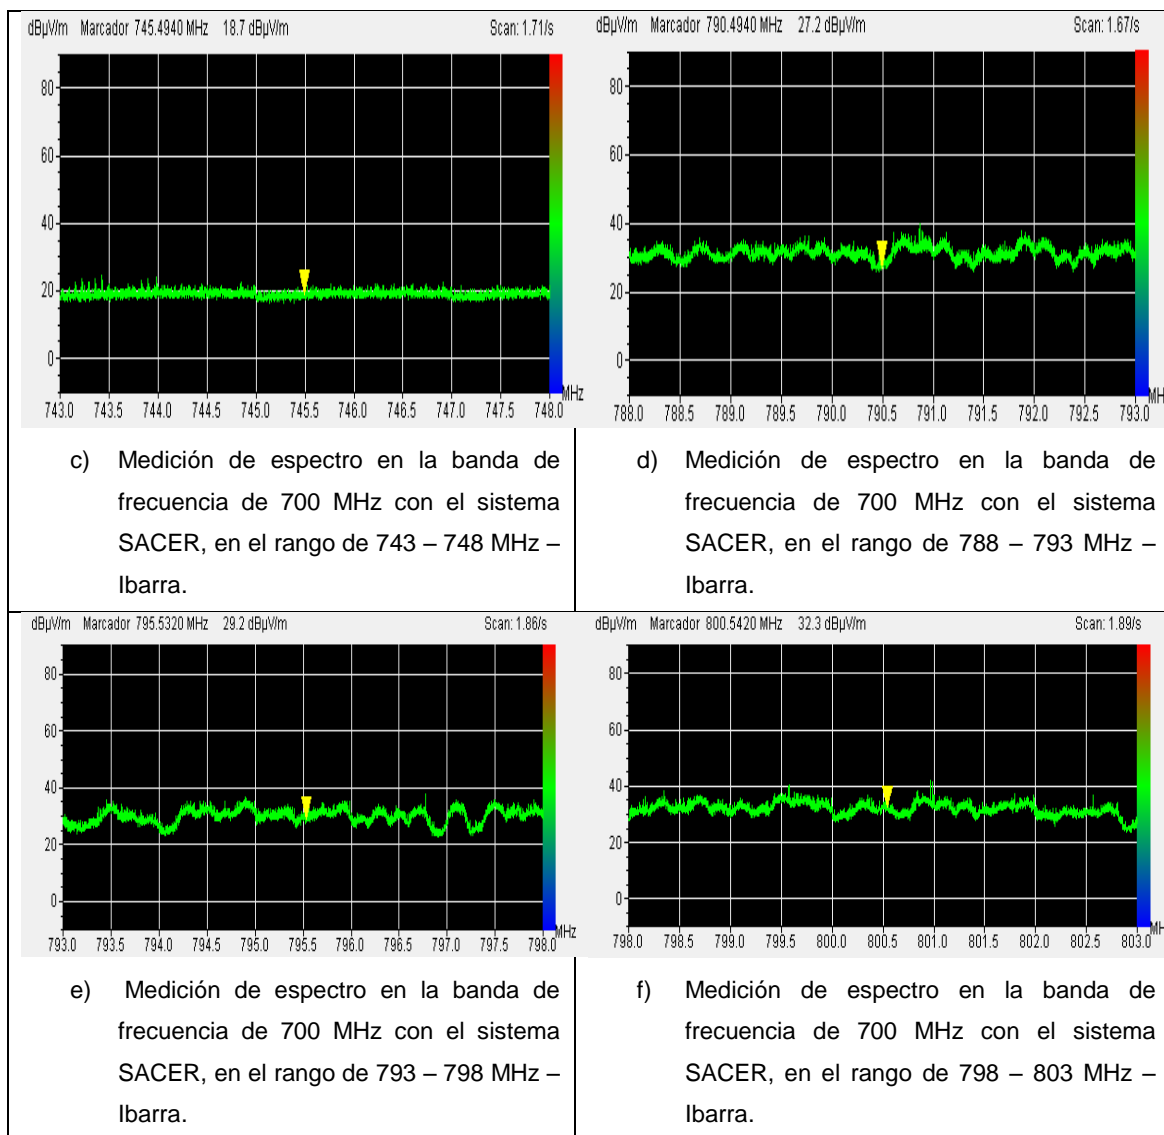 dBµV/m Marcador 745.4940 MHz 18.7 dBµV/m Scan: 1.71/s
80
60
40
20
0
MHz
743.0 743.5 744.0 744.5 745.0 745.5 746.0 746.5 747.0 747.5 748.0
c) Medición de espectro en la banda de
frecuencia de 700 MHz con el sistema
SACER, en el rango de 743 – 748 MHz –
Ibarra.
dBµV/m Marcador 790.4940 MHz 27.2 dBµV/m Scan: 1.67/s
80
60
40
20
0
MH
788.0 788.5 789.0 789.5 790.0 790.5 791.0 791.5 792.0 792.5 793.0
d) Medición de espectro en la banda de
frecuencia de 700 MHz con el sistema
SACER, en el rango de 788 – 793 MHz –
Ibarra.
dBµV/m Marcador 795.5320 MHz 29.2 dBµV/m Scan: 1.86/s
80
60
40
20
0
MHz
793.0 793.5 794.0 794.5 795.0 795.5 796.0 796.5 797.0 797.5 798.0
e) Medición de espectro en la banda de
frecuencia de 700 MHz con el sistema
SACER, en el rango de 793 – 798 MHz –
Ibarra.
dBµV/m Marcador 800.5420 MHz 32.3 dBµV/m Scan: 1.89/s
80
60
40
20
0
MH
798.0 798.5 799.0 799.5 800.0 800.5 801.0 801.5 802.0 802.5 803.0
f) Medición de espectro en la banda de
frecuencia de 700 MHz con el sistema
SACER, en el rango de 798 – 803 MHz –
Ibarra.